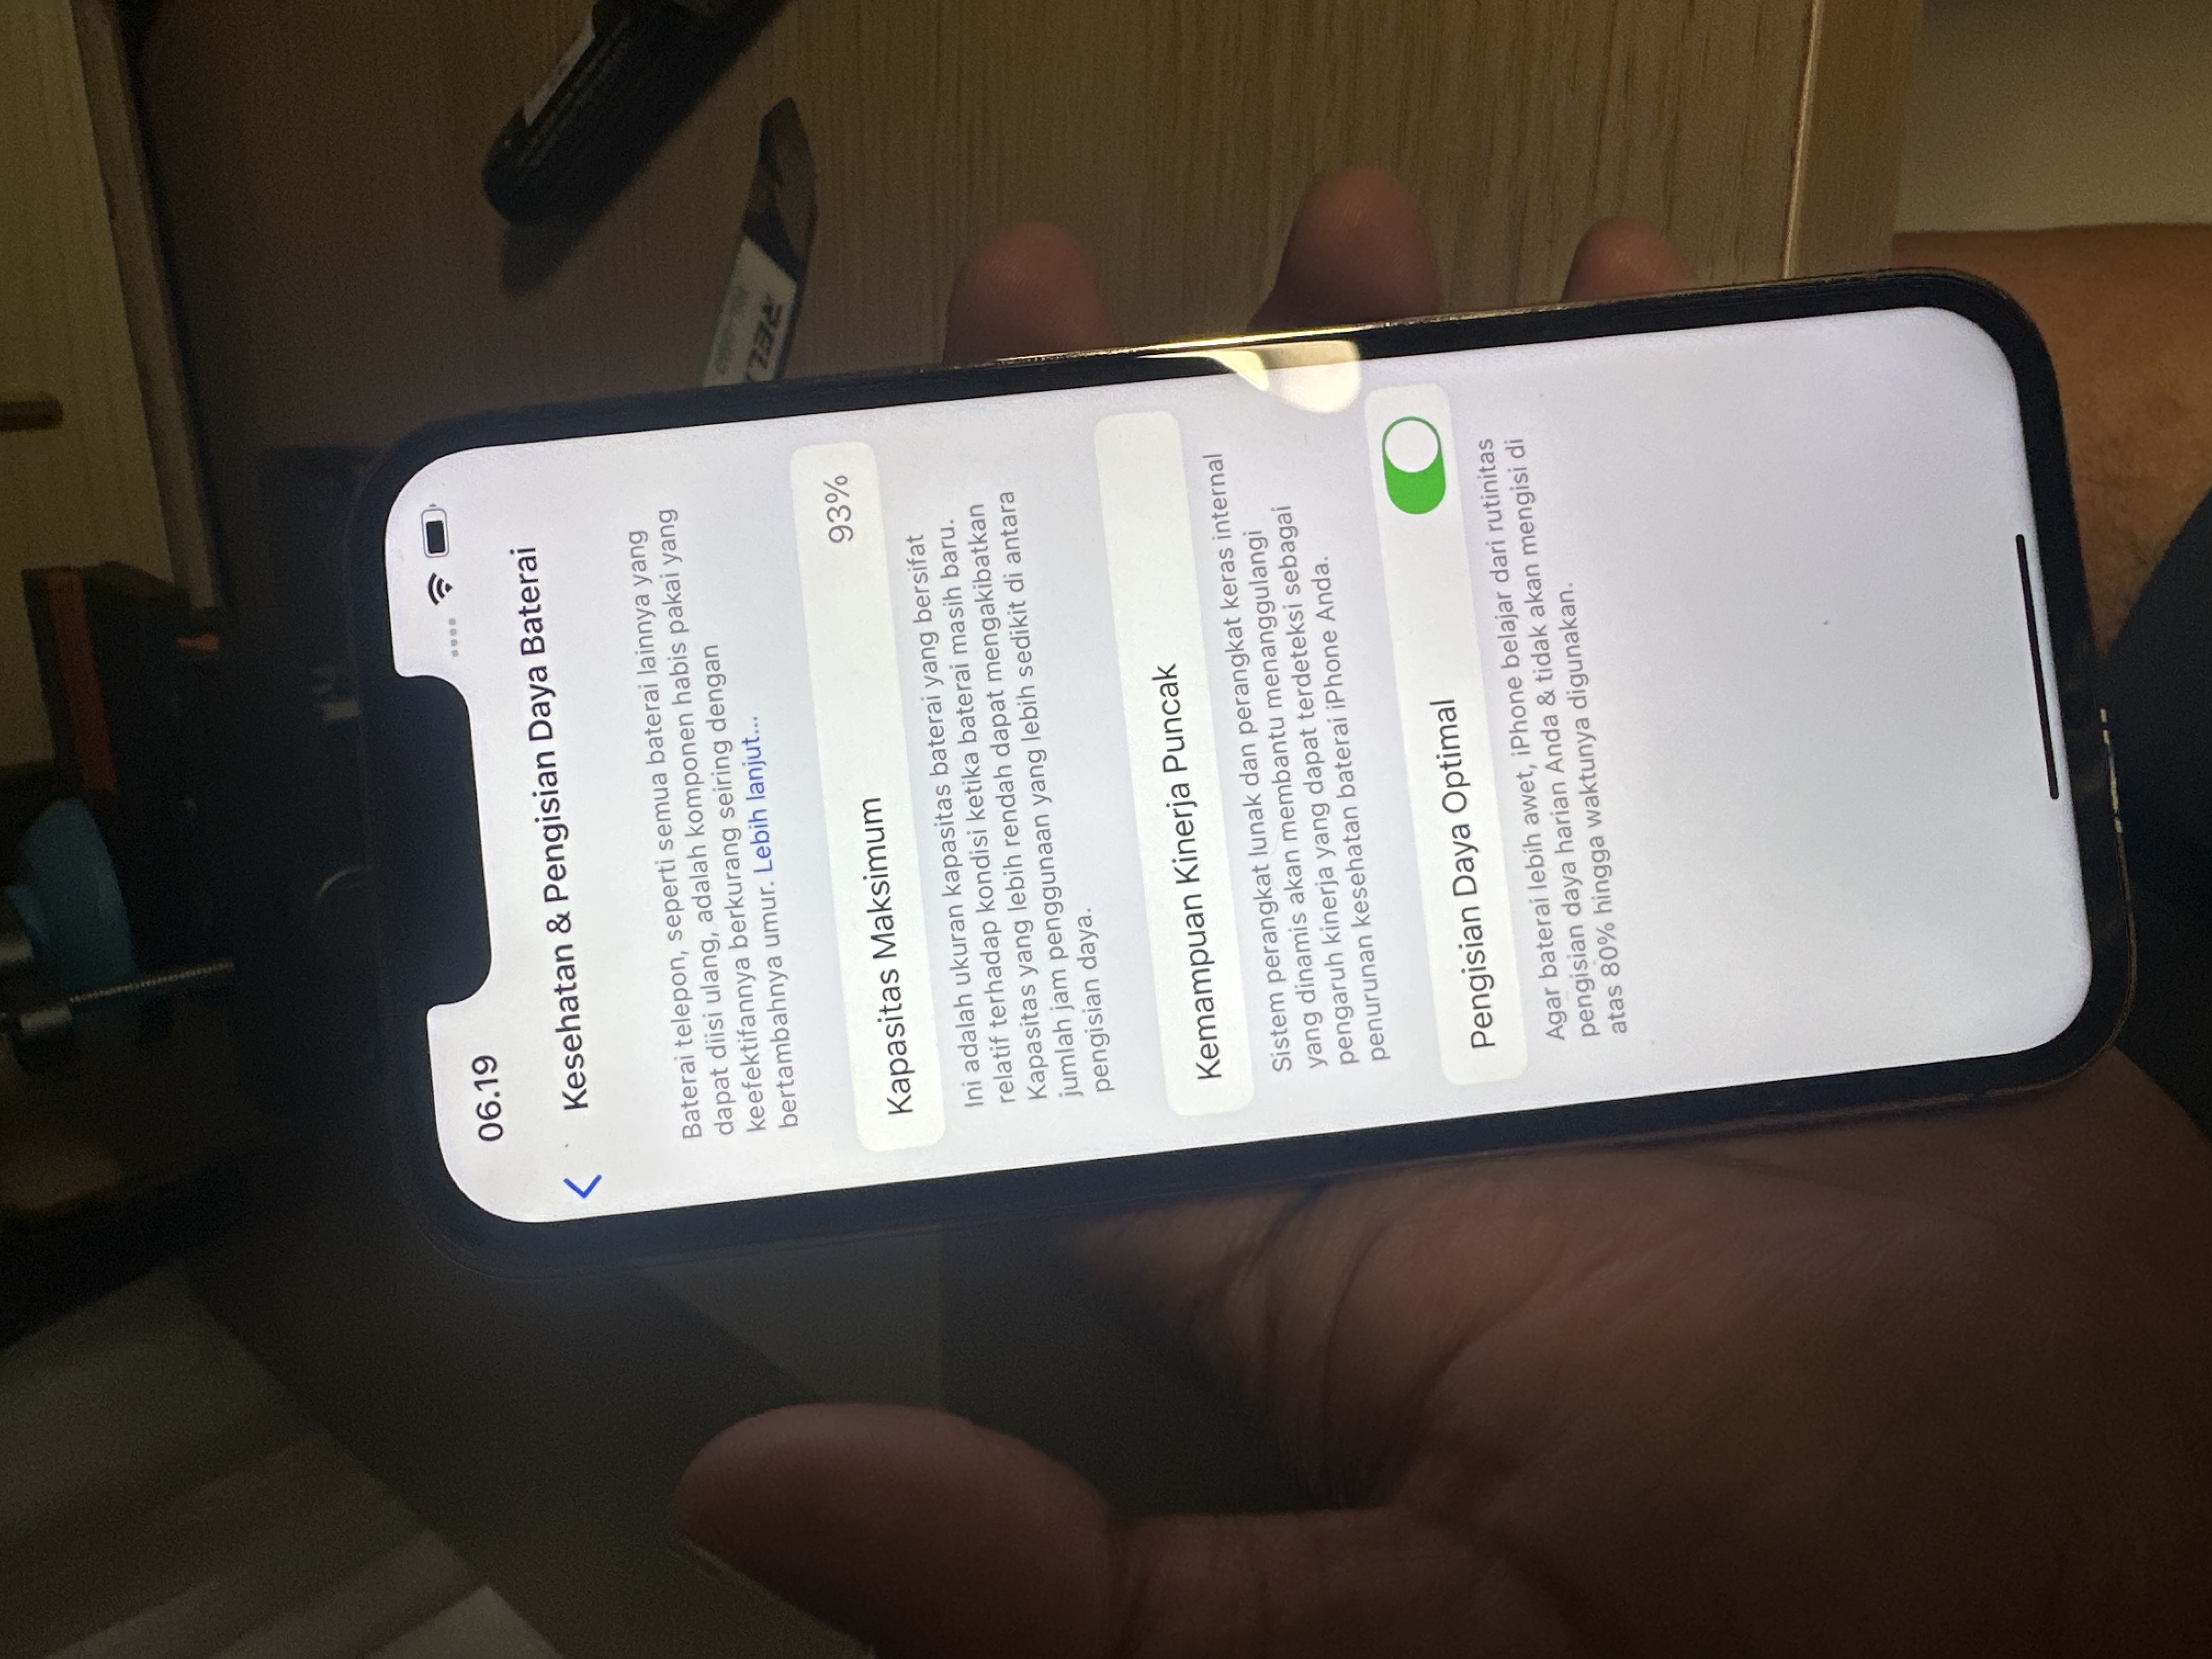 06.19
Kesehatan & Pengisian Daya Baterai
Baterai telepon, seperti semua baterai lainnya yang
dapat diisi ulang, adalah komponen habis pakai yang
keefektifannya berkurang seiring dengan
bertambahnya umur. Lebih lanjut...
Kapasitas Maksimum 93%
Ini adalah ukuran kapasitas baterai yang bersifat
relatif terhadap kondisi ketika baterai masih baru.
Kapasitas yang lebih rendah dapat mengakibatkan
jumlah jam penggunaan yang lebih sedikit di antara
pengisian daya.
Kemampuan Kinerja Puncak
Sistem perangkat lunak dan perangkat keras internal
yang dinamis akan membantu menanggulangi
pengaruh kinerja yang dapat terdeteksi sebagai
penurunan kesehatan baterai iPhone Anda.
Pengisian Daya Optimal
Agar baterai lebih awet, iPhone belajar dari rutinitas
pengisian daya harian Anda & tidak akan mengisi di
atas 80% hingga waktunya digunakan.